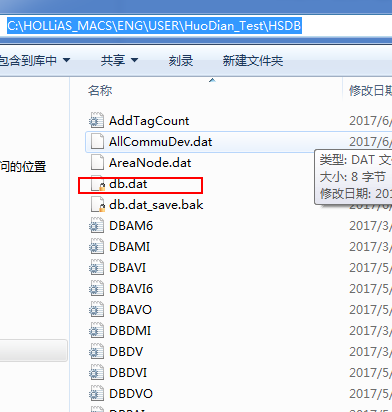 C:\HOLLiAS_MACS\ENG\USER\HuoDian_Test\HSDB
包含到库中 共享 刻录 新建文件夹
名称 修改日期
AddTagCount 2017/6/
AllCommuDev.dat 2017/6/
问的位置 AreaNode.dat 类型: DAT 文
db.dat 大小: 8 字节
db.dat_save.bak 修改日期: 201
DBAM6 2017/3/
DBAMI 2017/3/
DBAVI 2017/5/
DBAVI6 2017/5/
DBAVO 2017/5/
DBDMI 2017/3/
DBDV 2017/3/
DBDVI 2017/5/
DBDVO 2017/5/